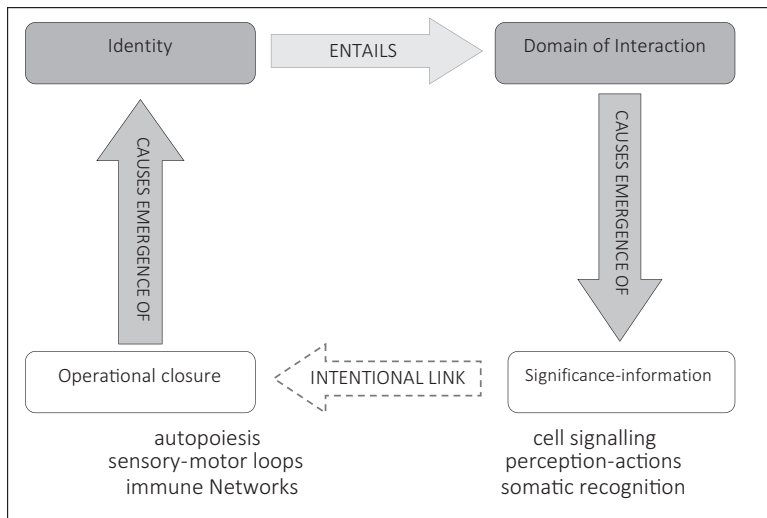 Identity
ENTAILS
Domain of Interaction
CAUSES EMERGENCE OF
CAUSES EMERGENCE OF
Operational closure
INTENTIONAL LINK
Significance-information
autopoiesis
sensory-motor loops
immune Networks
cell signalling
perception-actions
somatic recognition